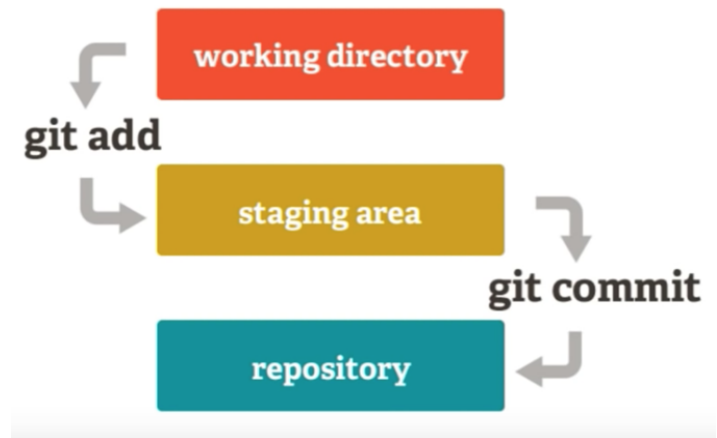 working directory
git add
staging area
git commit
repository